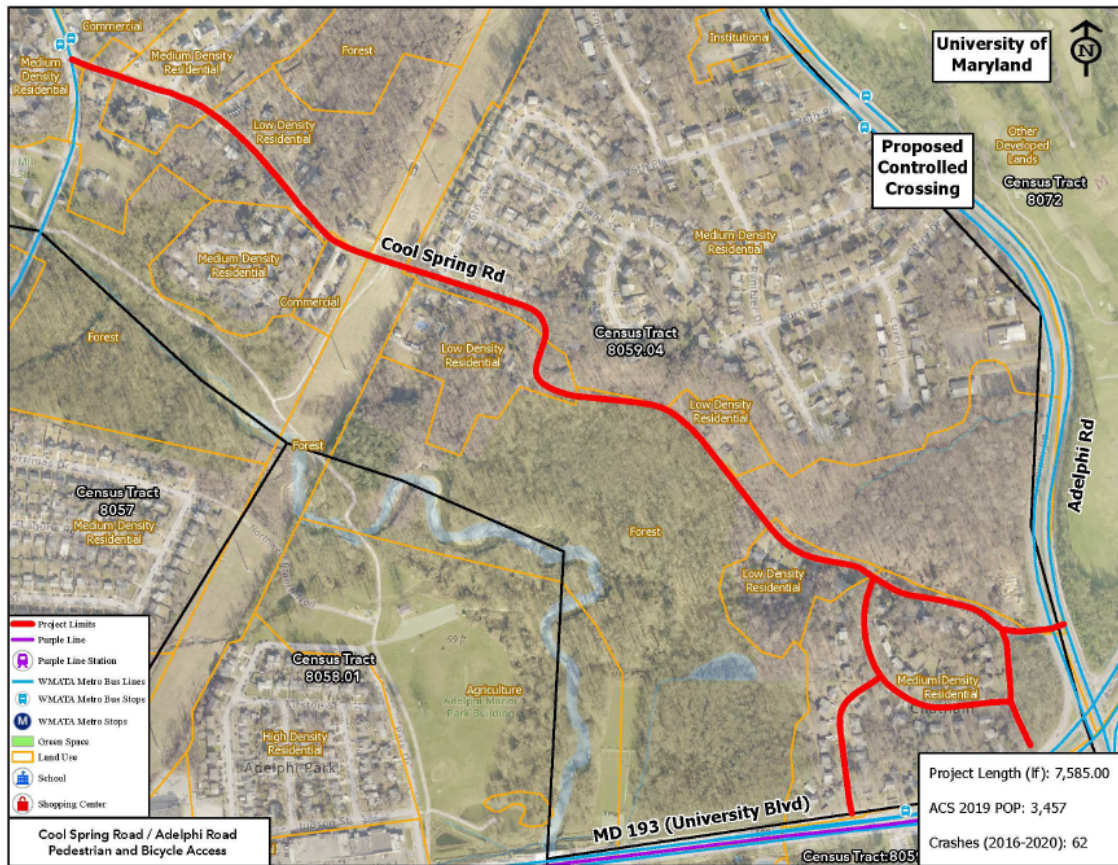 Commercial
Medium Density
Residential
Forest
Medium
Density
Residential
Institutional
University of
Maryland
N
Low Density
Residential
Other
Developed
Lands
Proposed
Controlled
Crossing
Census Tract
8072
Cool Spring Rd
Medium Density
Residential
Medium Density
Residential
Commercial
Forest
Census Tract
8059.04
Low Density
Residential
Low Density
Residential
Adelphi Rd
Forest
Census Tract
8057
Medium Density
Residential
Forest
Low Density
Residential
Project Limits
Purple Line
Purple Line Station
WMATA Metro Bus Lines
WMATA Metro Bus Stops
M
WMATA Metro Stops
Green Space
Land Use
School
Shopping Center
59 ft
Census Tract
8058.01
Agriculture
Adelphi Manor
Park Building
High Density
Residential
Adelphi Park
Medium Density
Residential
Chatham
MD 193 (University Blvd)
Project Length (lf): 7,585.00
ACS 2019 POP: 3,457
Crashes (2016-2020): 62
Cool Spring Road / Adelphi Road
Pedestrian and Bicycle Access